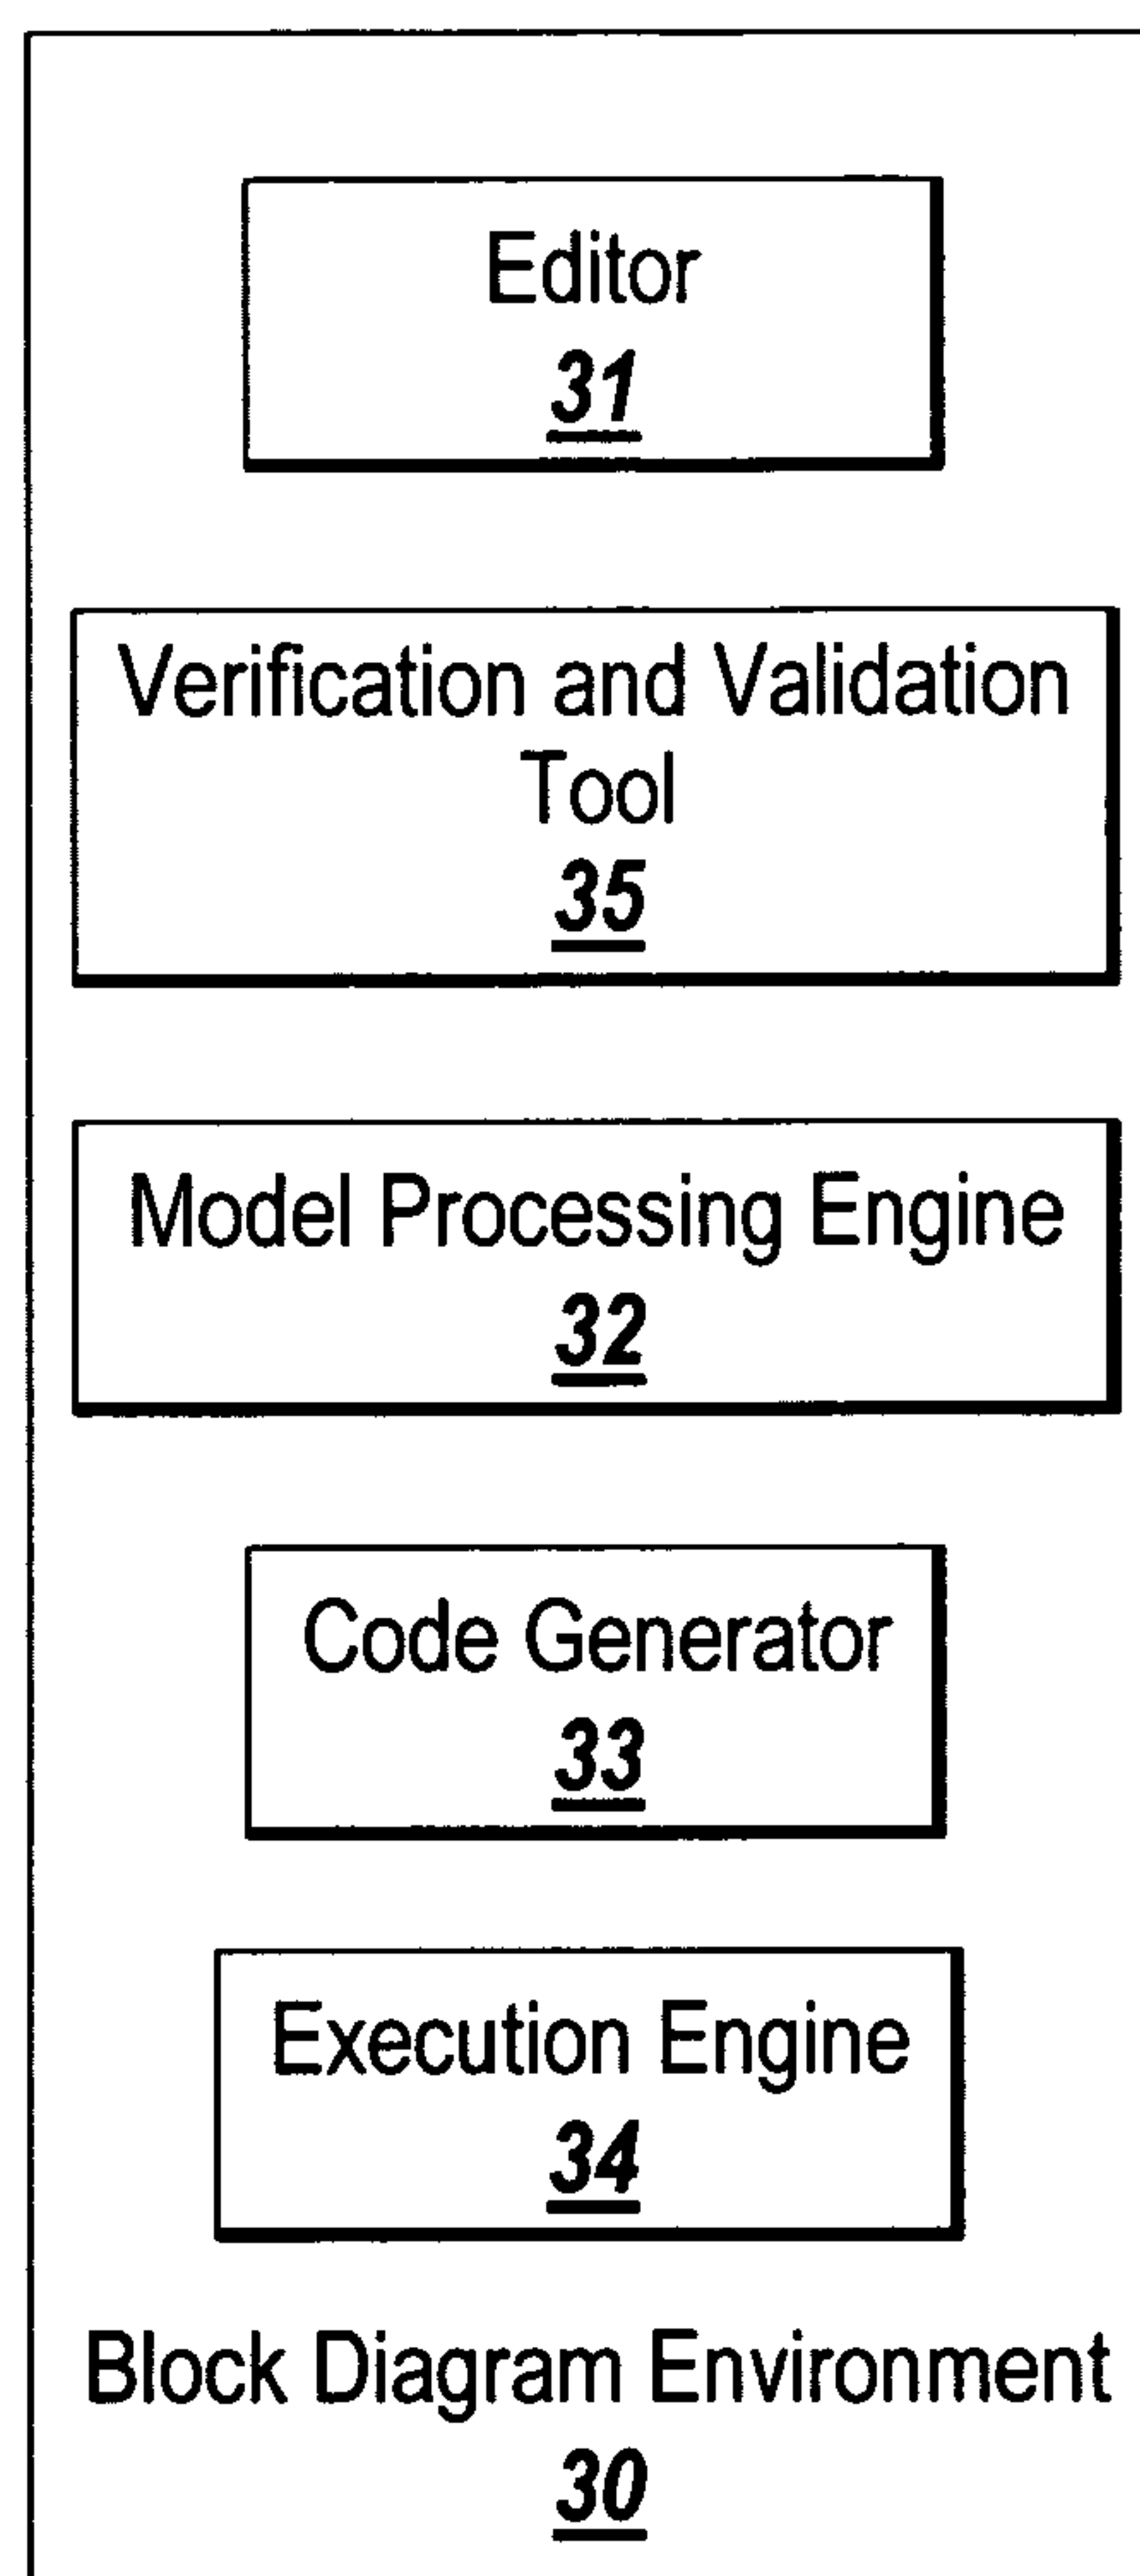 Editor
31
Verification and Validation
Tool
35
Model Processing Engine
32
Code Generator
33
Execution Engine
34
Block Diagram Environment
30